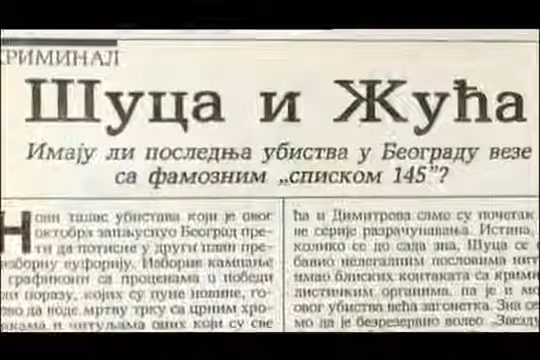 КРИМИНАЛ
Шуца и Жућа
Имају ли последња убиства у Београду везе
са фамозним „списком 145”?
Нови талас убистава који је овог
октобра запљуснуо Београд пре-
ти да потисне у други план пре-
изборну еуфорију. Изборне кампање
графикони са проценама о победи
или поразу, којих су пуне новине, го-
ово да воде мртву трку са црним хро-
никама и читуљама оних који су све
ћа и Димитрова само су почетак
не серије разрачунавања. Истина,
колико се до сада зна, Шуца се
бавио нелегалним пословима нити
имао блиских контаката са крими
листичким органима, па је и мо
овог убиства већа загонетка. Зна се
мо да је безрезервно волео „Звезду